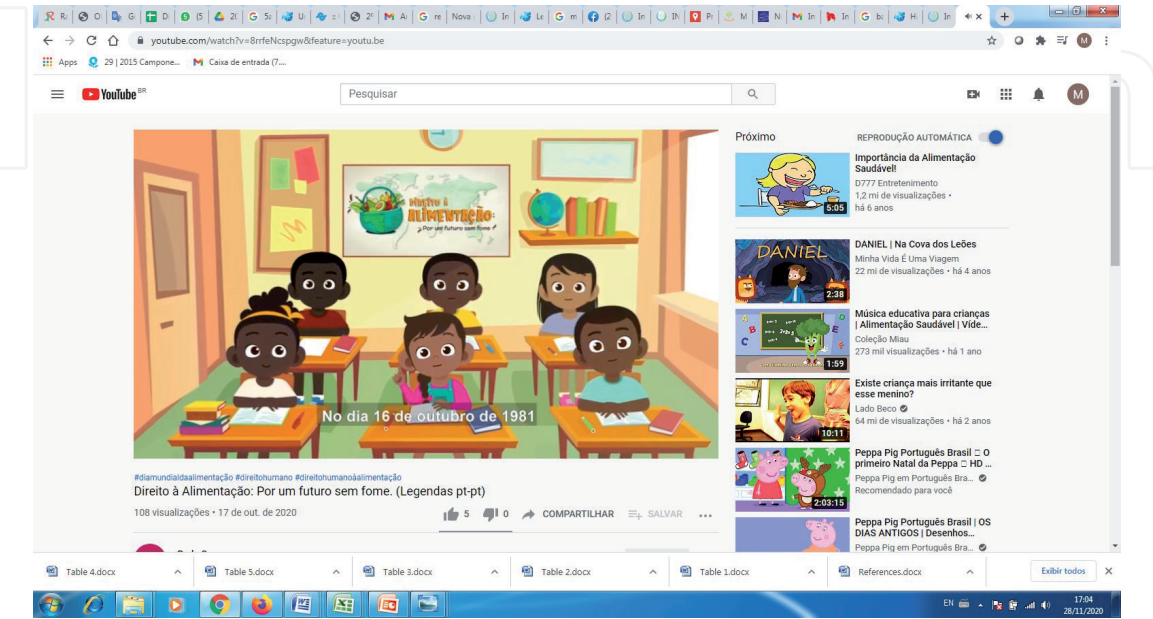 youtube.com/watch?v=8rrfeNcspgw&feature=youtu.be
Apps 29 | 2015 Campone... Caixa de entrada (7....
YouTube BR
Pesquisar
M
DIREITO À
ALIMENTAÇÃO:
Por um futuro sem fome
No dia 16 de outubro de 1981
#diamundialdaalimentação #direitohumano #direitohumanoàalimentação
Direito à Alimentação: Por um futuro sem fome. (Legendas pt-pt)
108 visualizações • 17 de out. de 2020
5 0 COMPARTILHAR SALVAR ...
Próximo
REPRODUÇÃO AUTOMÁTICA
Importância da Alimentação
Saudável!
D777 Entretenimento
1,2 mi de visualizações •
há 6 anos
5:05
DANIEL
DANIEL | Na Cova dos Leões
Minha Vida É Uma Viagem
22 mi de visualizações • há 4 anos
2:38
Música educativa para crianças
| Alimentação Saudável | Víde...
Coleção Miau
273 mil visualizações • há 1 ano
1:59
Existe criança mais irritante que
esse menino?
Lado Beco
64 mi de visualizações • há 2 anos
10:11
Peppa Pig Português Brasil □ O
primeiro Natal da Peppa □ HD ...
Peppa Pig em Português Bra...
Recomendado para você
2:03:15
Peppa Pig Português Brasil | OS
DIAS ANTIGOS | Desenhos...
Peppa Pig em Português Bra...
Table 4.docx
Table 5.docx
Table 3.docx
Table 2.docx
Table 1.docx
References.docx
Exibir todos
EN
17:04
28/11/2020